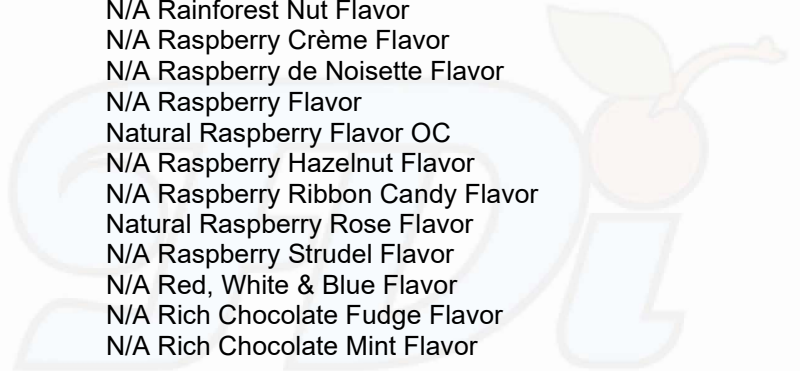 N/A Rainforest Nut Flavor
N/A Raspberry Crème Flavor
N/A Raspberry de Noisette Flavor
N/A Raspberry Flavor
Natural Raspberry Flavor OC
N/A Raspberry Hazelnut Flavor
N/A Raspberry Ribbon Candy Flavor
Natural Raspberry Rose Flavor
N/A Raspberry Strudel Flavor
N/A Red, White & Blue Flavor
N/A Rich Chocolate Fudge Flavor
N/A Rich Chocolate Mint Flavor